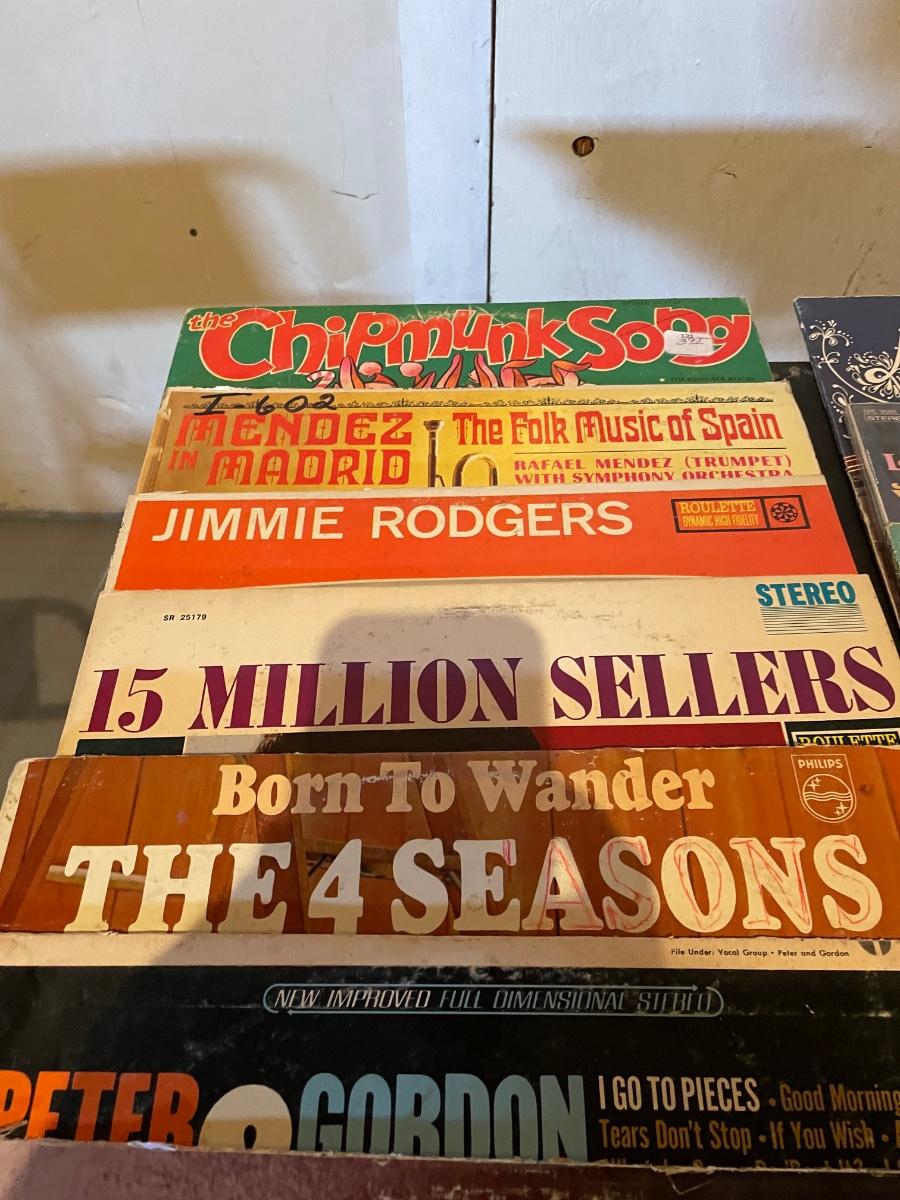 the Chipmunk Song
I-602
MENDEZ
IN MADRID
The Folk Music of Spain
RAFAEL MENDEZ (TRUMPET)
WITH SYMPHONY ORCHESTRA
JIMMIE RODGERS
ROULETTE
DYNAMIC HIGH FIDELITY
SR 25179
STEREO
15 MILLION SELLERS
ROULETTE
Born To Wander
PHILIPS
THE 4 SEASONS
File Under: Vocal Group • Peter and Gordon
NEW IMPROVED FULL DIMENSIONAL STEREO
PETER
GORDON
I GO TO PIECES • Good Morning
Tears Don't Stop • If You Wish •